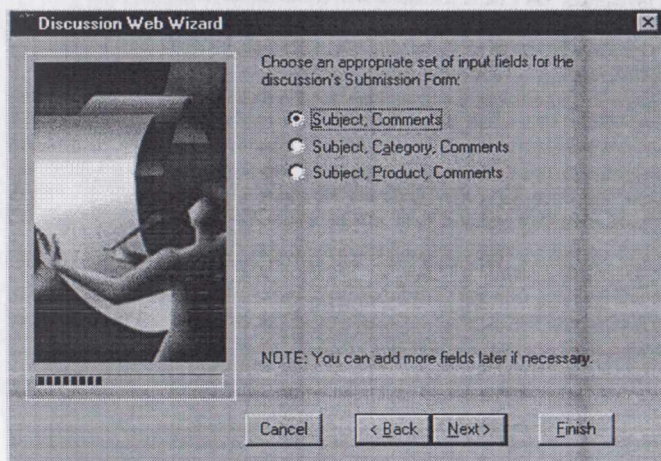 Discussion Web Wizard
Choose an appropriate set of input fields for the
discussion's Submission Form:
Subject, Comments
Subject, Category, Comments
Subject, Product, Comments
NOTE: You can add more fields later if necessary.
Cancel
< Back
Next >
Finish